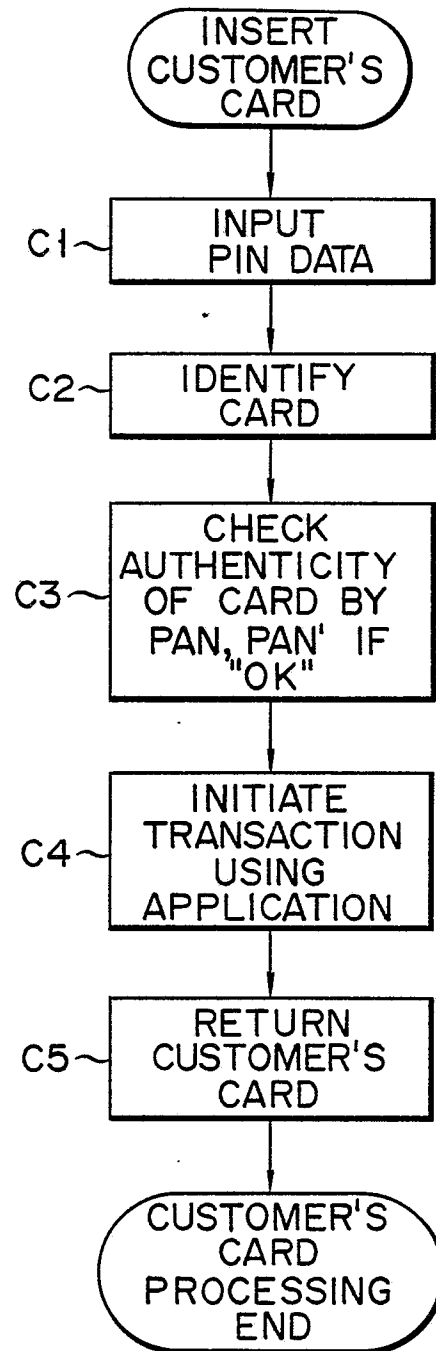 INSERT
CUSTOMER'S
CARD
C1
INPUT
PIN DATA
C2
IDENTIFY
CARD
C3
CHECK
AUTHENTICITY
OF CARD BY
PAN, PAN' IF
"OK"
C4
INITIATE
TRANSACTION
USING
APPLICATION
C5
RETURN
CUSTOMER'S
CARD
CUSTOMER'S
CARD
PROCESSING
END